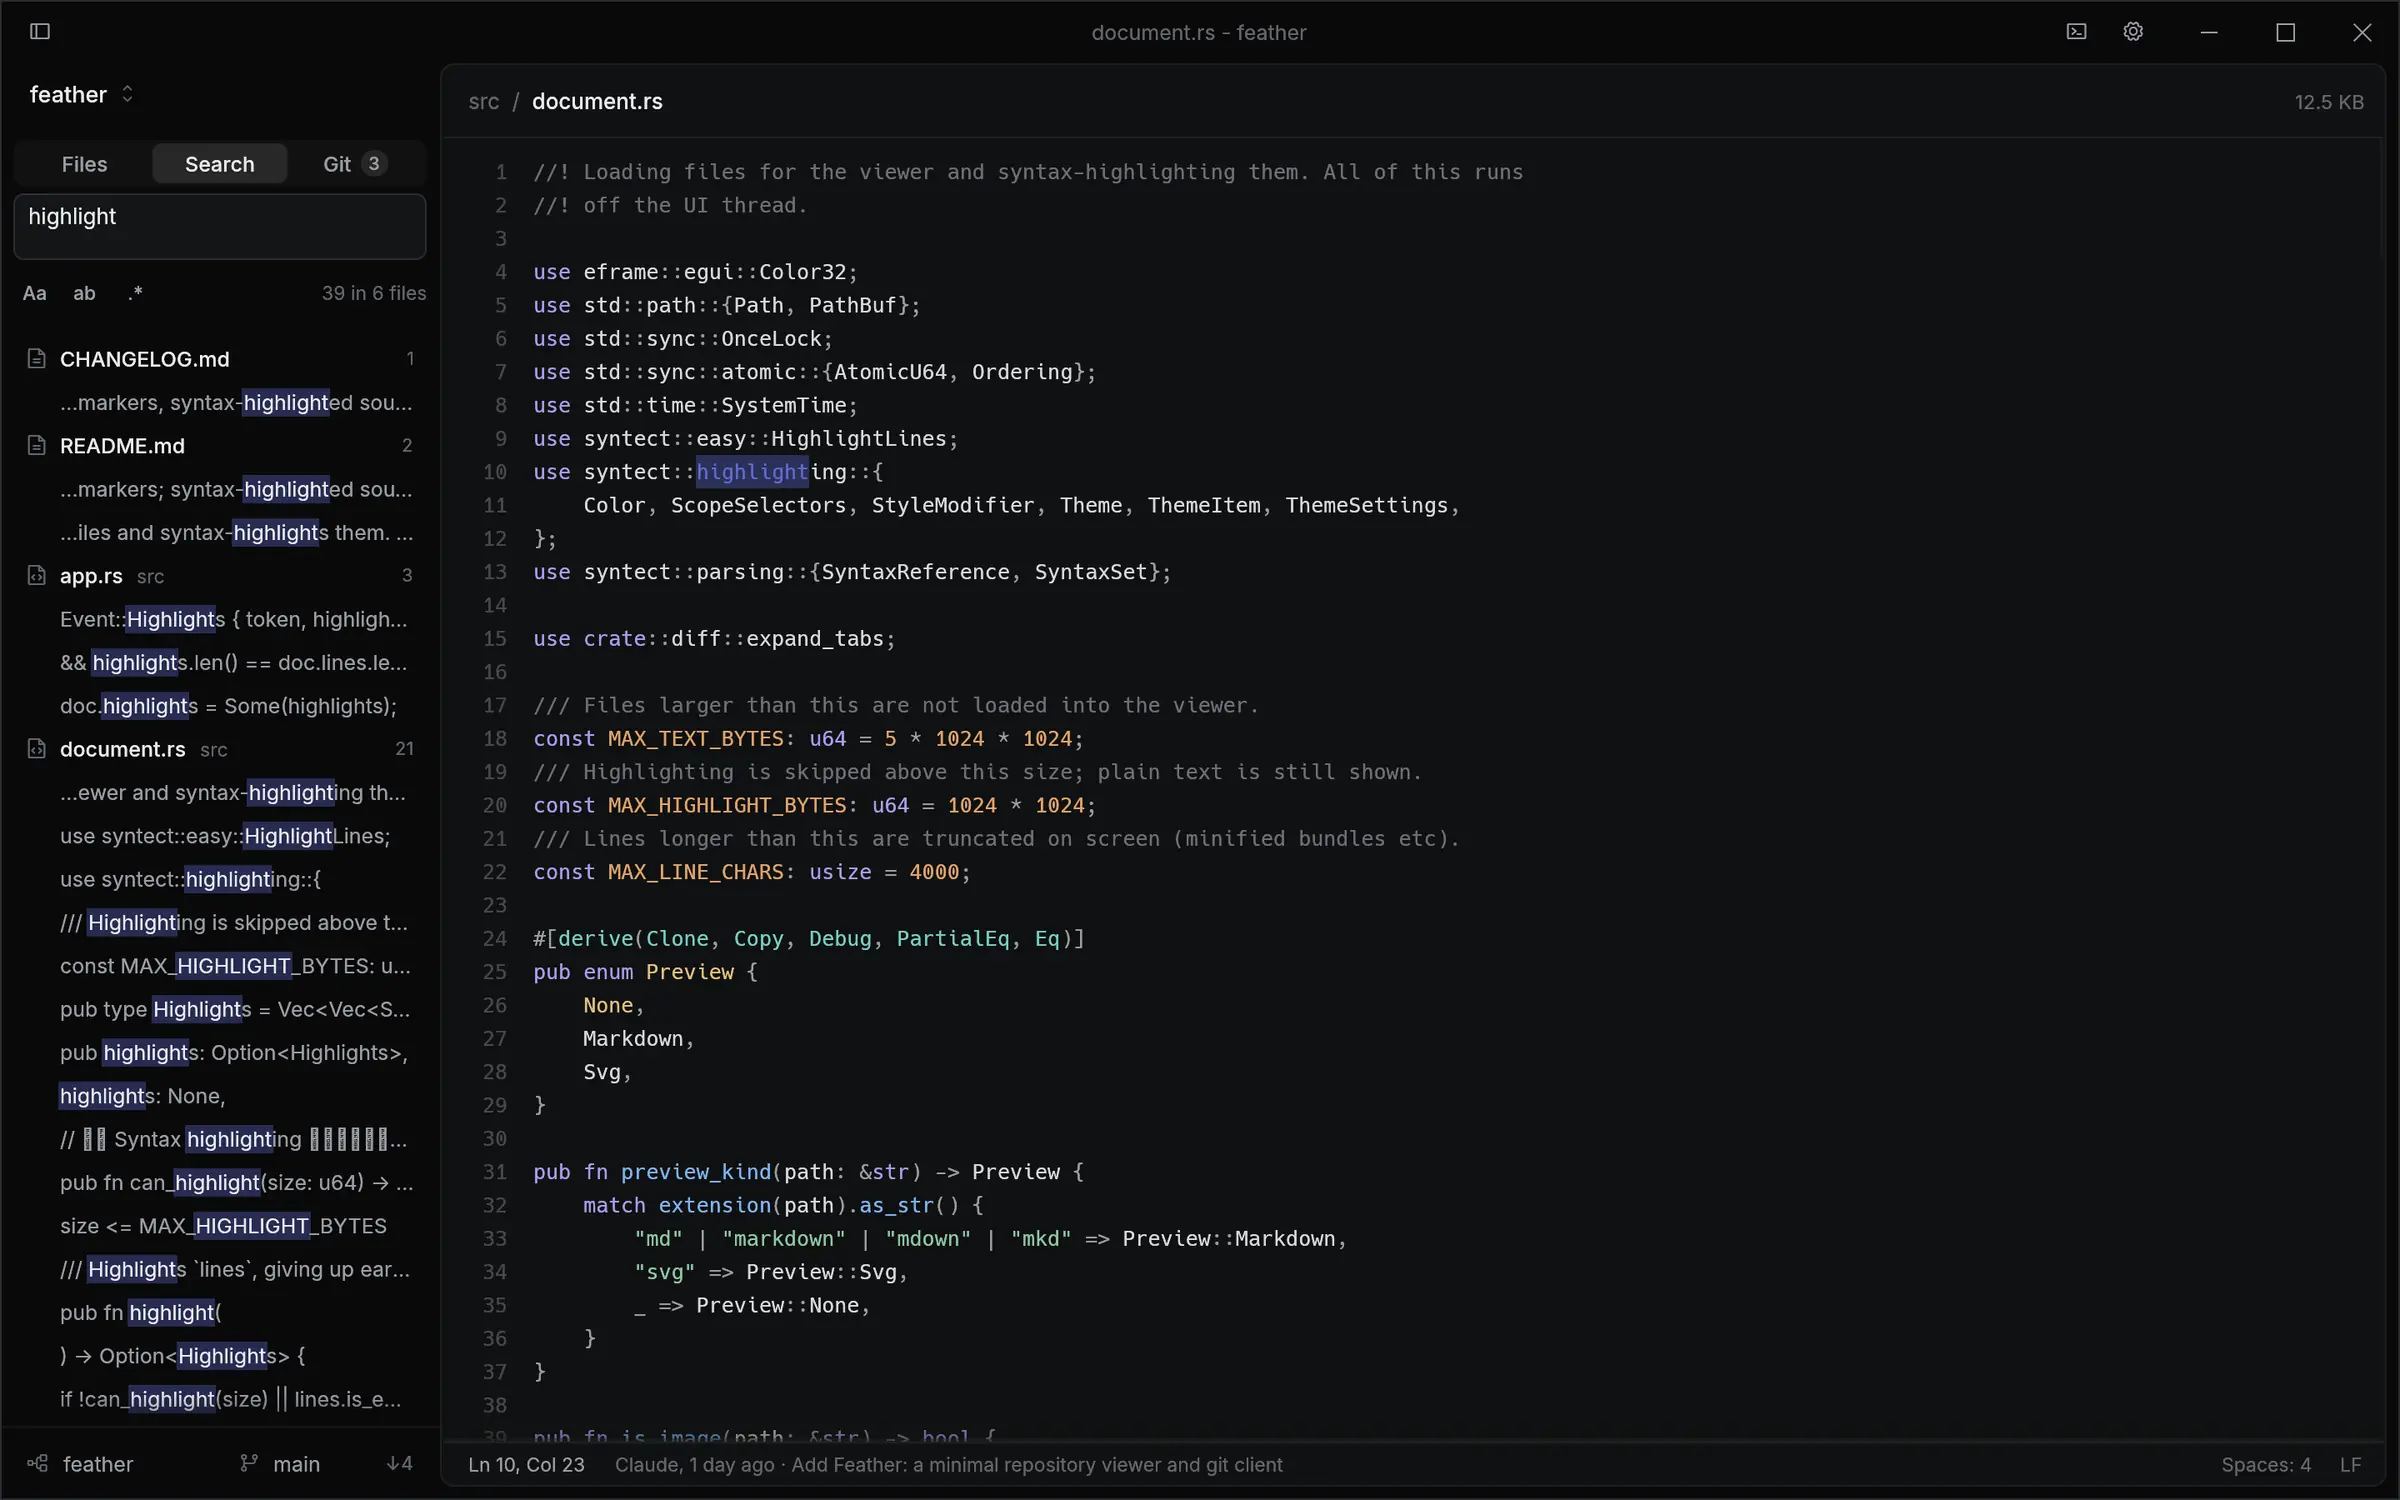 document.rs - feather
feather
Files
Search
Git 3
highlight
Aa ab .* 39 in 6 files
CHANGELOG.md 1
...markers, syntax-highlighted sou...
README.md 2
...markers; syntax-highlighted sou...
...iles and syntax-highlights them. ...
app.rs src 3
Event::Highlights { token, highligh...
&& highlights.len() == doc.lines.le...
doc.highlights = Some(highlights);
document.rs src 21
...ewer and syntax-highlighting th...
use syntect::easy::HighlightLines;
use syntect::highlighting::{
/// Highlighting is skipped above t...
const MAX_HIGHLIGHT_BYTES: u...
pub type Highlights = Vec<Vec<S...
pub highlights: Option<Highlights>,
highlights: None,
// Syntax highlighting ...
pub fn can_highlight(size: u64) -> ...
size <= MAX_HIGHLIGHT_BYTES
/// Highlights `lines`, giving up ear...
pub fn highlight(
) -> Option<Highlights> {
if !can_highlight(size) || lines.is_e...
feather main ↓4
src / document.rs 12.5 KB
1 //! Loading files for the viewer and syntax-highlighting them. All of this runs
2 //! off the UI thread.
3
4 use eframe::egui::Color32;
5 use std::path::{Path, PathBuf};
6 use std::sync::OnceLock;
7 use std::sync::atomic::{AtomicU64, Ordering};
8 use std::time::SystemTime;
9 use syntect::easy::HighlightLines;
10 use syntect::highlighting::{
11     Color, ScopeSelectors, StyleModifier, Theme, ThemeItem, ThemeSettings,
12 };
13 use syntect::parsing::{SyntaxReference, SyntaxSet};
14
15 use crate::diff::expand_tabs;
16
17 /// Files larger than this are not loaded into the viewer.
18 const MAX_TEXT_BYTES: u64 = 5 * 1024 * 1024;
19 /// Highlighting is skipped above this size; plain text is still shown.
20 const MAX_HIGHLIGHT_BYTES: u64 = 1024 * 1024;
21 /// Lines longer than this are truncated on screen (minified bundles etc).
22 const MAX_LINE_CHARS: usize = 4000;
23
24 #[derive(Clone, Copy, Debug, PartialEq, Eq)]
25 pub enum Preview {
26     None,
27     Markdown,
28     Svg,
29 }
30
31 pub fn preview_kind(path: &str) -> Preview {
32     match extension(path).as_str() {
33         "md" | "markdown" | "mdown" | "mkd" => Preview::Markdown,
34         "svg" => Preview::Svg,
35         _ => Preview::None,
36     }
37 }
38
39 pub fn is_image(path: &str) -> bool {
Ln 10, Col 23 Claude, 1 day ago · Add Feather: a minimal repository viewer and git client Spaces: 4 LF